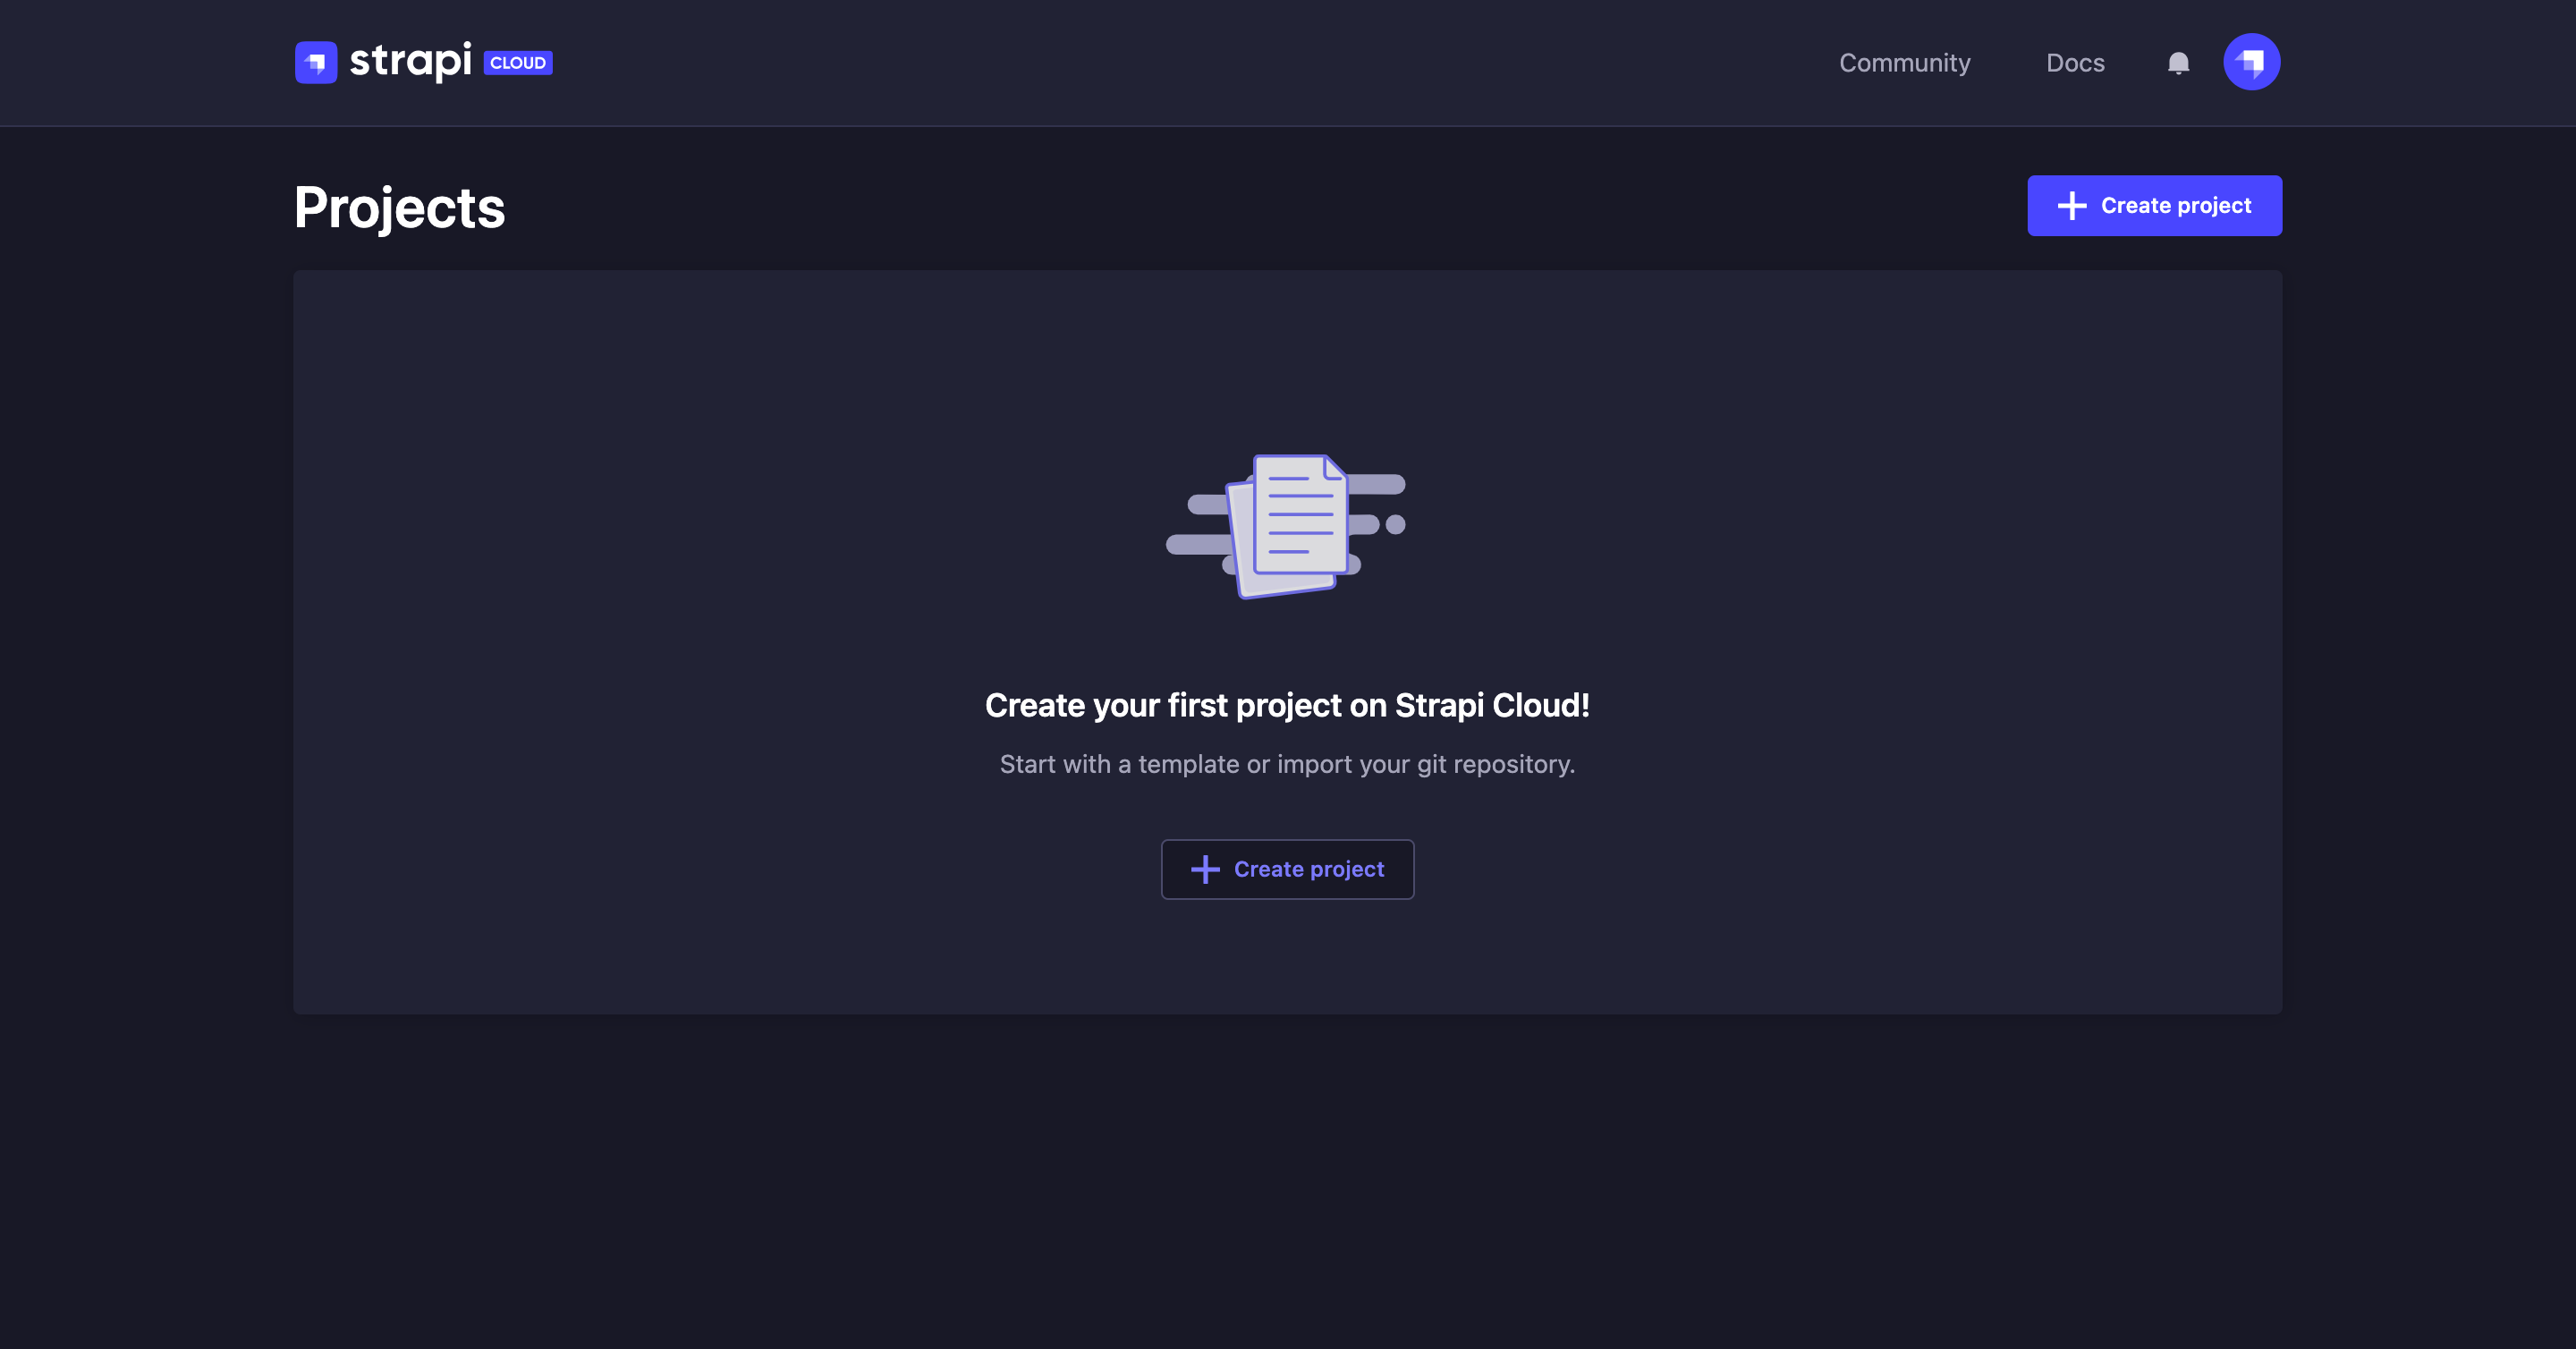 strapi CLOUD
Community
Docs
Projects
Create project
Create your first project on Strapi Cloud!
Start with a template or import your git repository.
Create project